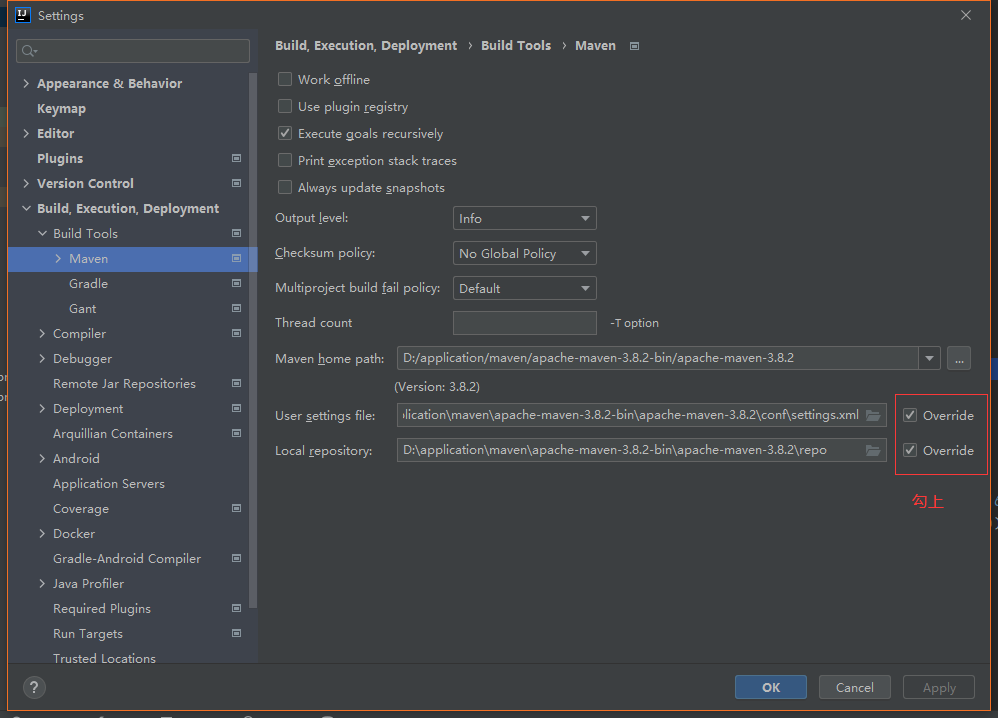 IJ Settings
Build, Execution, Deployment › Build Tools › Maven
Appearance & Behavior
Keymap
Editor
Plugins
Version Control
Build, Execution, Deployment
Build Tools
Maven
Gradle
Gant
Compiler
Debugger
Remote Jar Repositories
Deployment
Arquillian Containers
Android
Application Servers
Coverage
Docker
Gradle-Android Compiler
Java Profiler
Required Plugins
Run Targets
Trusted Locations
Work offline
Use plugin registry
Execute goals recursively
Print exception stack traces
Always update snapshots
Output level: Info
Checksum policy: No Global Policy
Multiproject build fail policy: Default
Thread count -T option
Maven home path: D:/application/maven/apache-maven-3.8.2-bin/apache-maven-3.8.2 ...
(Version: 3.8.2)
User settings file: lication\maven\apache-maven-3.8.2-bin\apache-maven-3.8.2\conf\settings.xml Override
Local repository: D:\application\maven\apache-maven-3.8.2-bin\apache-maven-3.8.2\repo Override
勾上
? OK Cancel Apply